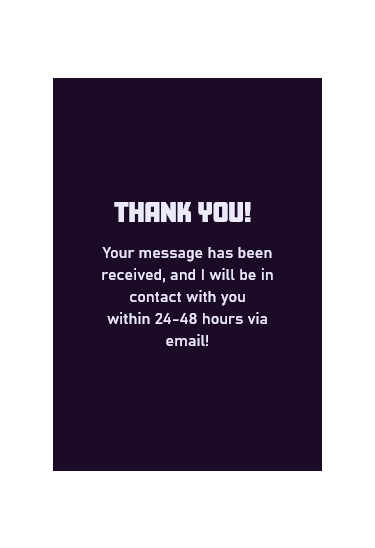 THANK YOU!
Your message has been
received, and I will be in
contact with you
within 24-48 hours via
email!